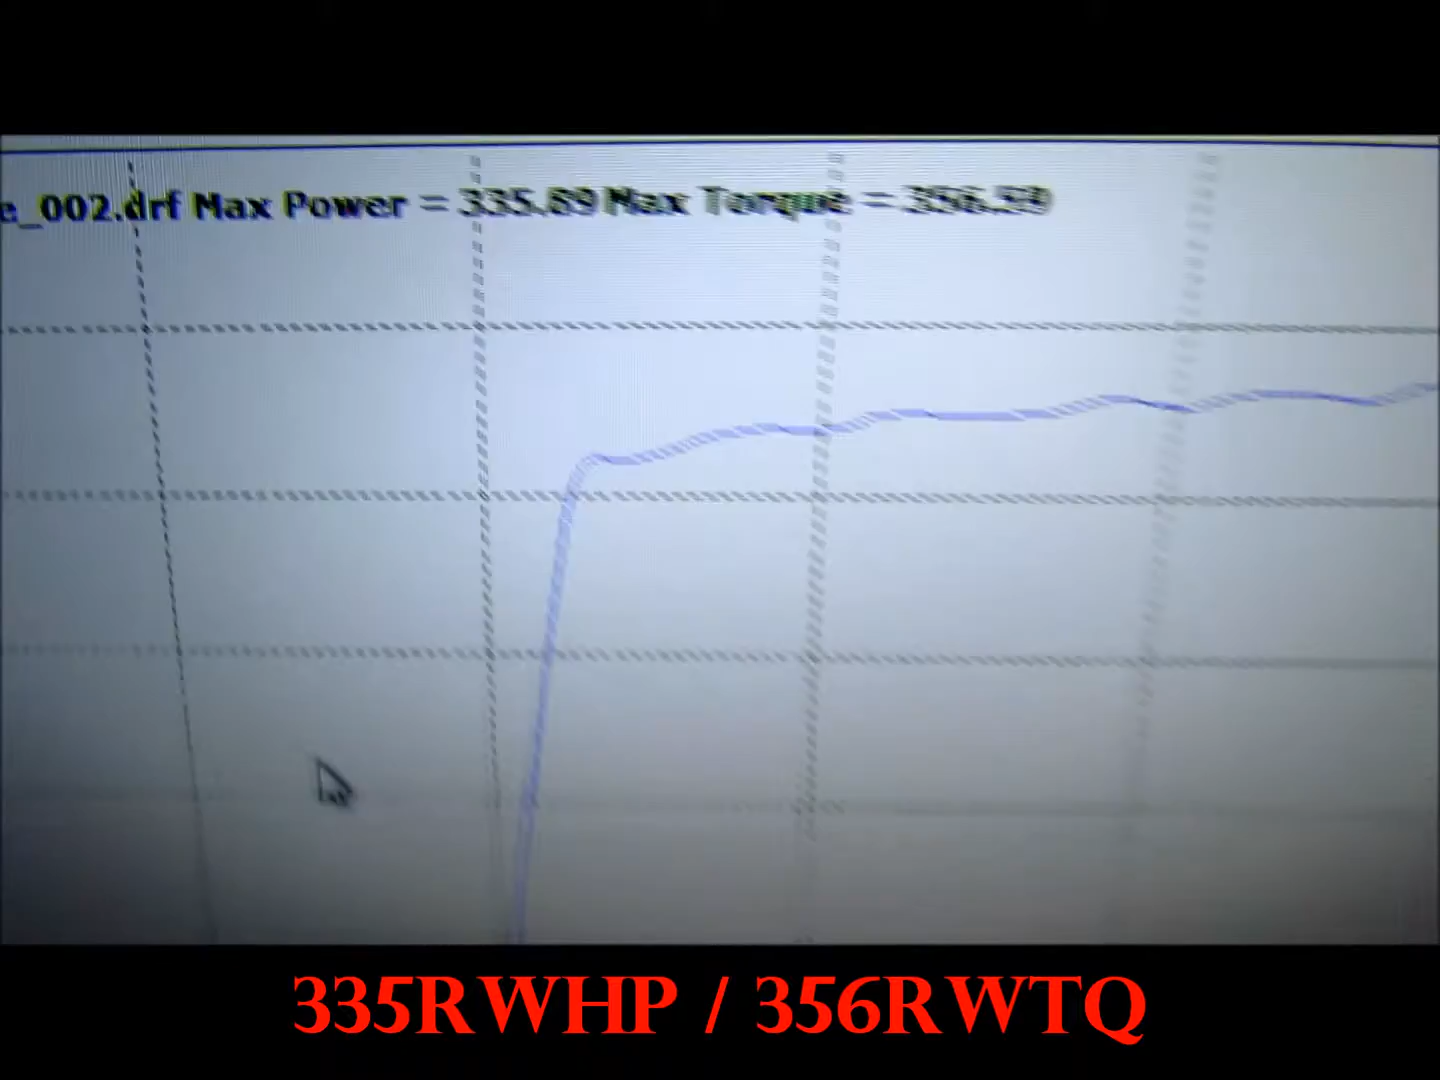 e_002.drf Max Power = 335.89 Max Torque = 356.59
335RWHP / 356RWTQ